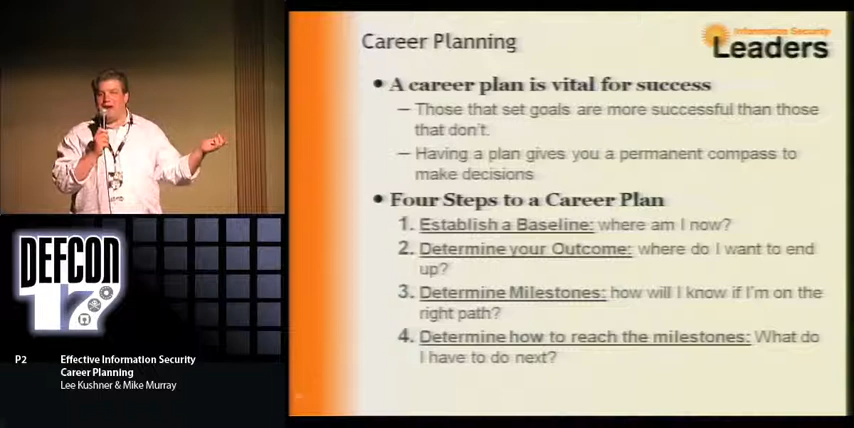 DEFCON
17
P2
Effective Information Security
Career Planning
Lee Kushner & Mike Murray
Career Planning
Information Security
Leaders
• A career plan is vital for success
– Those that set goals are more successful than those
that don't.
– Having a plan gives you a permanent compass to
make decisions
• Four Steps to a Career Plan
1. Establish a Baseline: where am I now?
2. Determine your Outcome: where do I want to end
up?
3. Determine Milestones: how will I know if I'm on the
right path?
4. Determine how to reach the milestones: What do
I have to do next?